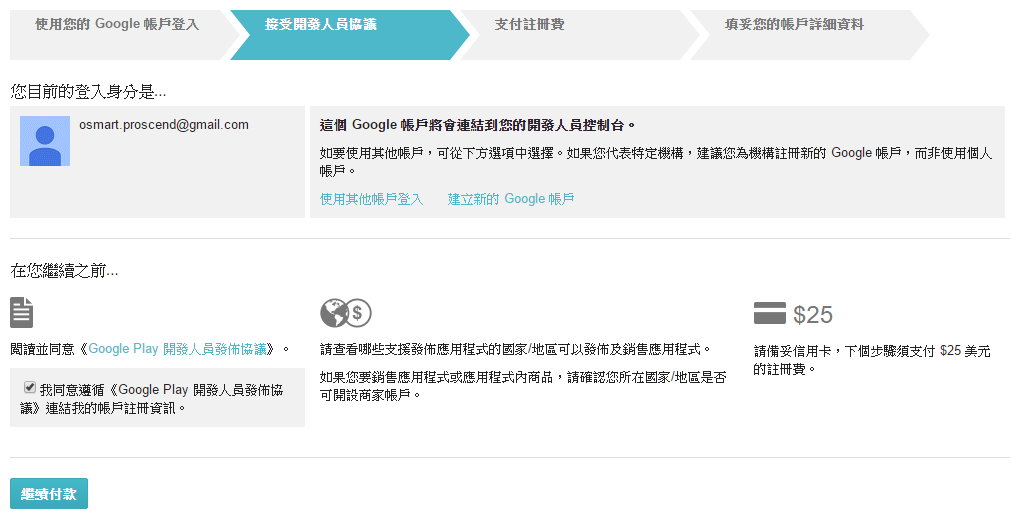 使用您的 Google 帳戶登入
接受開發人員協議
支付註冊費
填妥您的帳戶詳細資料
您目前的登入身分是...
osmart.proscend@gmail.com
這個 Google 帳戶將會連結到您的開發人員控制台。
如要使用其他帳戶，可從下方選項中選擇。如果您代表特定機構，建議您為機構註冊新的 Google 帳戶，而非使用個人
帳戶。
使用其他帳戶登入
建立新的 Google 帳戶
在您繼續之前...
閱讀並同意《Google Play 開發人員發佈協議》。
我同意遵循《Google Play 開發人員發佈協
議》連結我的帳戶註冊資訊。
$
請查看哪些支援發佈應用程式的國家/地區可以發佈及銷售應用程式。
如果您要銷售應用程式或應用程式內商品，請確認您所在國家/地區是否
可開設商家帳戶。
$25
請備妥信用卡，下個步驟須支付 $25 美元
的註冊費。
繼續付款